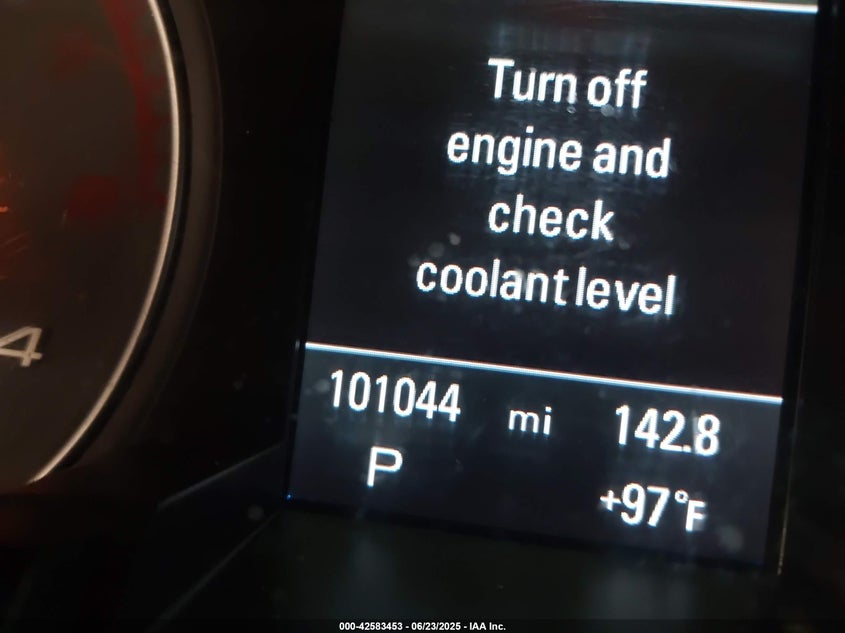 Turn off
engine and
check
coolant level
101044 mi 142.8
P +97°F
4
000-42583453 - 06/23/2025 - IAA Inc.